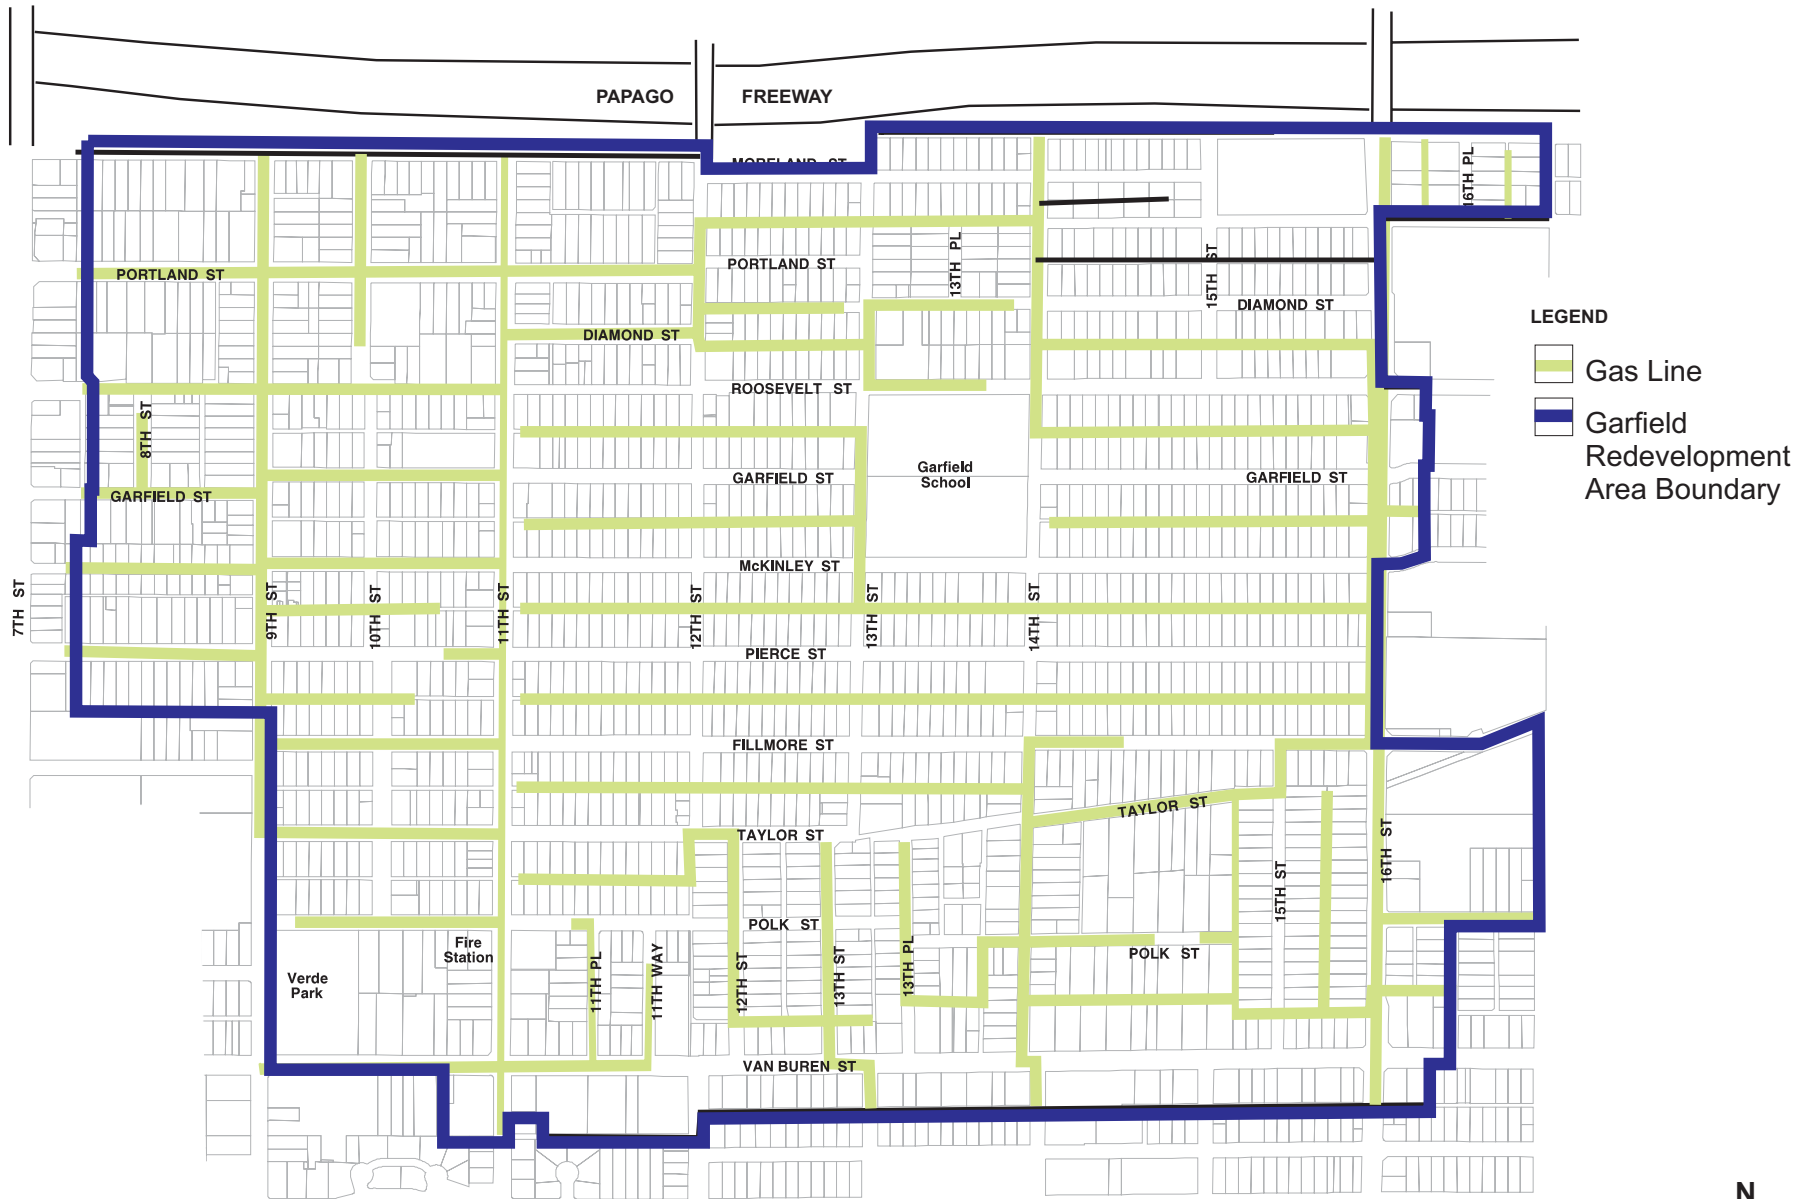 PAPAGO FREEWAY
MORELAND ST
16TH PL
13TH PL
15TH ST
PORTLAND ST
PORTLAND ST
DIAMOND ST
DIAMOND ST
LEGEND
Gas Line
Garfield
Redevelopment
Area Boundary
ROOSEVELT ST
8TH ST
GARFIELD ST
GARFIELD ST
Garfield
School
GARFIELD ST
McKINLEY ST
7TH ST
9TH ST
10TH ST
11TH ST
12TH ST
13TH ST
14TH ST
PIERCE ST
FILLMORE ST
TAYLOR ST
TAYLOR ST
16TH ST
15TH ST
POLK ST
POLK ST
Fire
Station
Verde
Park
11TH PL
11TH WAY
12TH ST
13TH ST
13TH PL
VAN BUREN ST
N